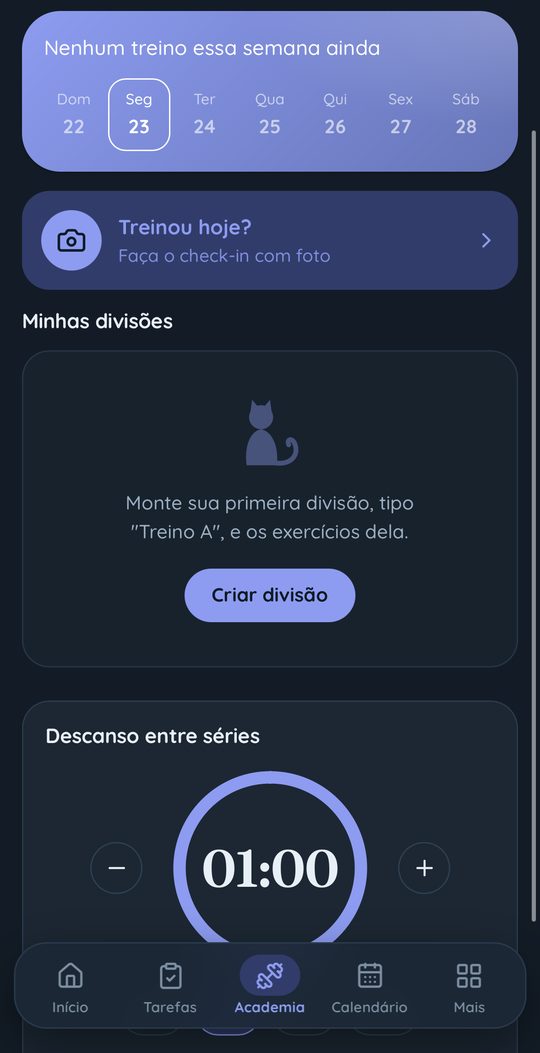 Nenhum treino essa semana ainda
Dom Seg Ter Qua Qui Sex Sáb
22 23 24 25 26 27 28
Treinou hoje?
Faça o check-in com foto
Minhas divisões
Monte sua primeira divisão, tipo
"Treino A", e os exercícios dela.
Criar divisão
Descanso entre séries
01:00
Início Tarefas Academia Calendário Mais